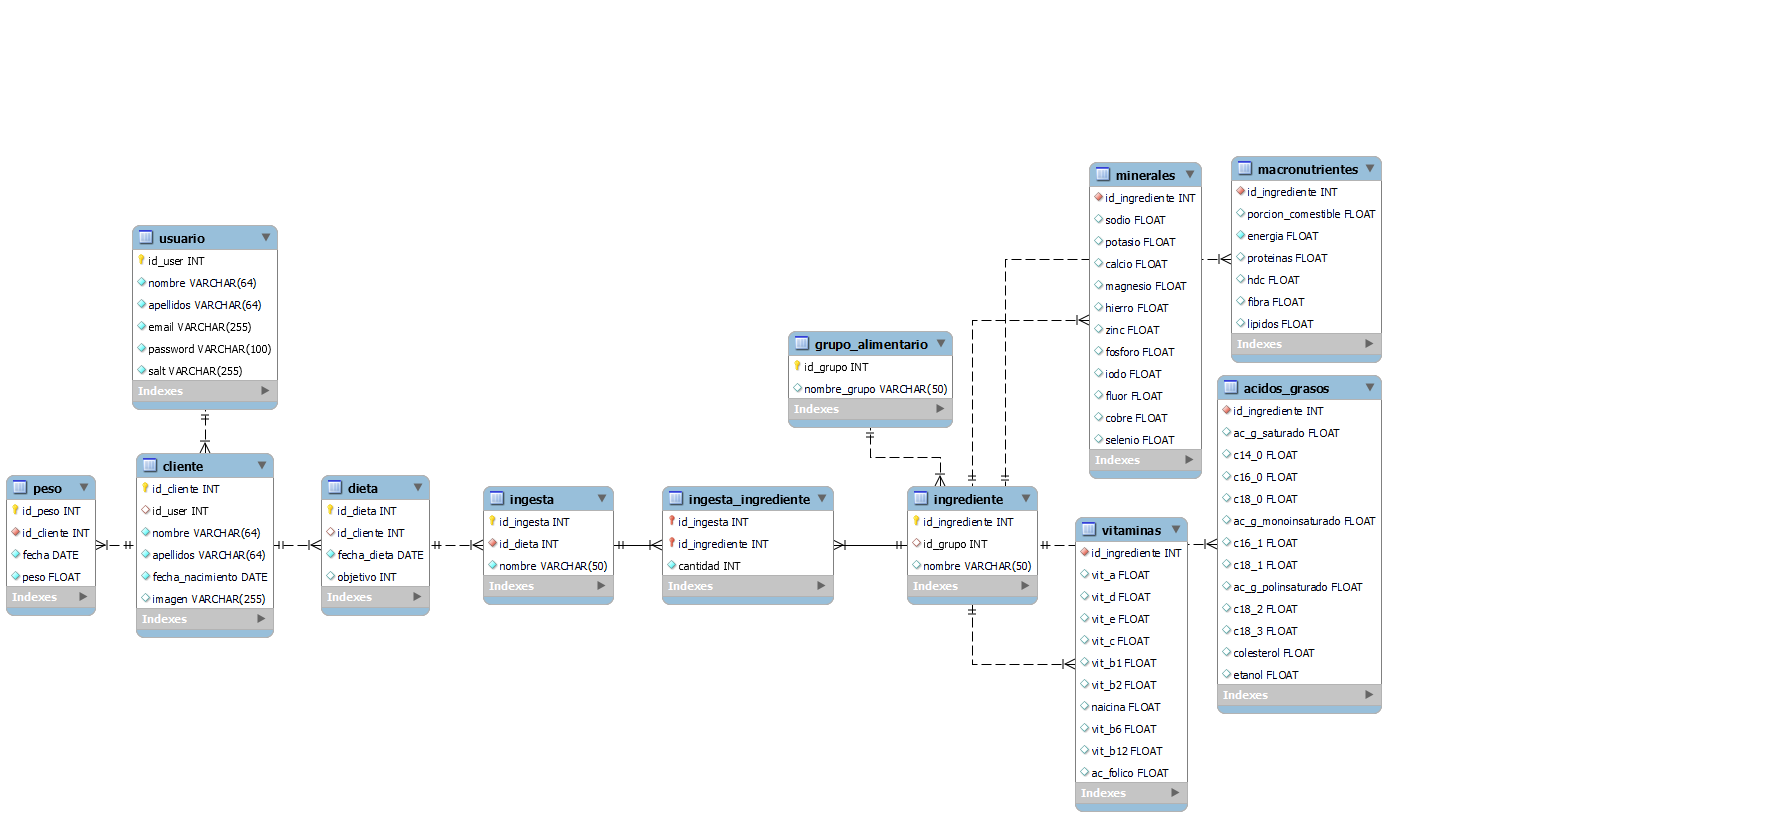 usuario
id_user INT
nombre VARCHAR(64)
apellidos VARCHAR(64)
email VARCHAR(255)
password VARCHAR(100)
salt VARCHAR(255)
Indexes
peso
id_peso INT
id_cliente INT
fecha DATE
peso FLOAT
Indexes
cliente
id_cliente INT
id_user INT
nombre VARCHAR(64)
apellidos VARCHAR(64)
fecha_nacimiento DATE
imagen VARCHAR(255)
Indexes
dieta
id_dieta INT
id_cliente INT
fecha_dieta DATE
objetivo INT
Indexes
ingesta
id_ingesta INT
id_dieta INT
nombre VARCHAR(50)
Indexes
ingesta_ingrediente
id_ingesta INT
id_ingrediente INT
cantidad INT
Indexes
grupo_alimentario
id_grupo INT
nombre_grupo VARCHAR(50)
Indexes
ingrediente
id_ingrediente INT
id_grupo INT
nombre VARCHAR(50)
Indexes
minerales
id_ingrediente INT
sodio FLOAT
potasio FLOAT
calcio FLOAT
magnesio FLOAT
hierro FLOAT
zinc FLOAT
fosforo FLOAT
iodo FLOAT
fluor FLOAT
cobre FLOAT
selenio FLOAT
Indexes
macronutrientes
id_ingrediente INT
porcion_comestible FLOAT
energia FLOAT
proteinas FLOAT
hdc FLOAT
fibra FLOAT
lipidos FLOAT
Indexes
vitaminas
id_ingrediente INT
vit_a FLOAT
vit_d FLOAT
vit_e FLOAT
vit_c FLOAT
vit_b1 FLOAT
vit_b2 FLOAT
naicina FLOAT
vit_b6 FLOAT
vit_b12 FLOAT
ac_folico FLOAT
Indexes
acidos_grasos
id_ingrediente INT
ac_g_saturado FLOAT
c14_0 FLOAT
c16_0 FLOAT
c18_0 FLOAT
ac_g_monoinsaturado FLOAT
c16_1 FLOAT
c18_1 FLOAT
ac_g_polinsaturado FLOAT
c18_2 FLOAT
c18_3 FLOAT
colesterol FLOAT
etanol FLOAT
Indexes